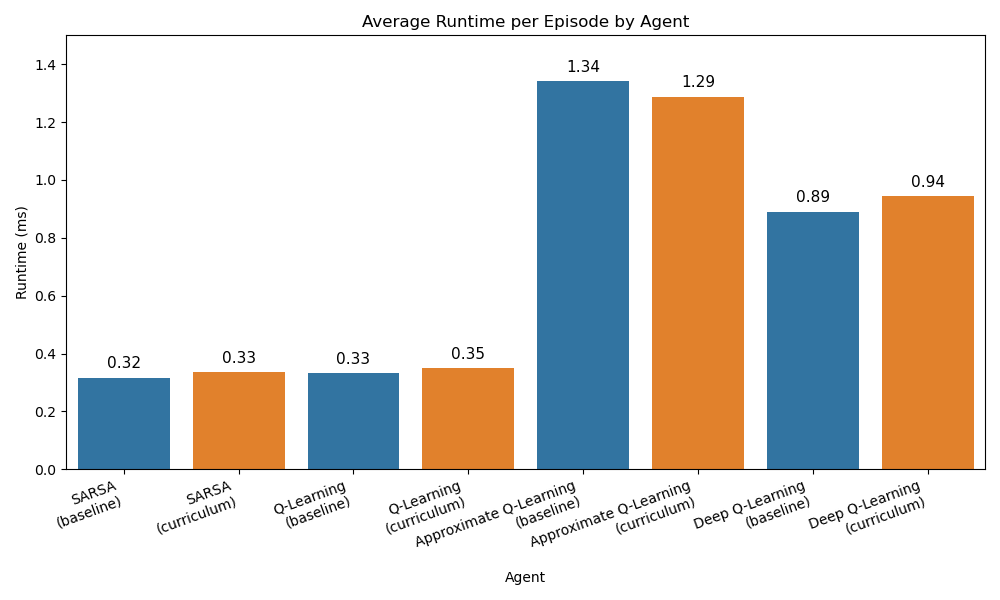 Average Runtime per Episode by Agent
Runtime (ms)
1.4
1.2
1.0
0.8
0.6
0.4
0.2
0.0
0.32
0.33
0.33
0.35
1.34
1.29
0.89
0.94
SARSA
(baseline)
SARSA
(curriculum)
Q-Learning
(baseline)
Q-Learning
(curriculum)
Approximate Q-Learning
(baseline)
Approximate Q-Learning
(curriculum)
Deep Q-Learning
(baseline)
Deep Q-Learning
(curriculum)
Agent